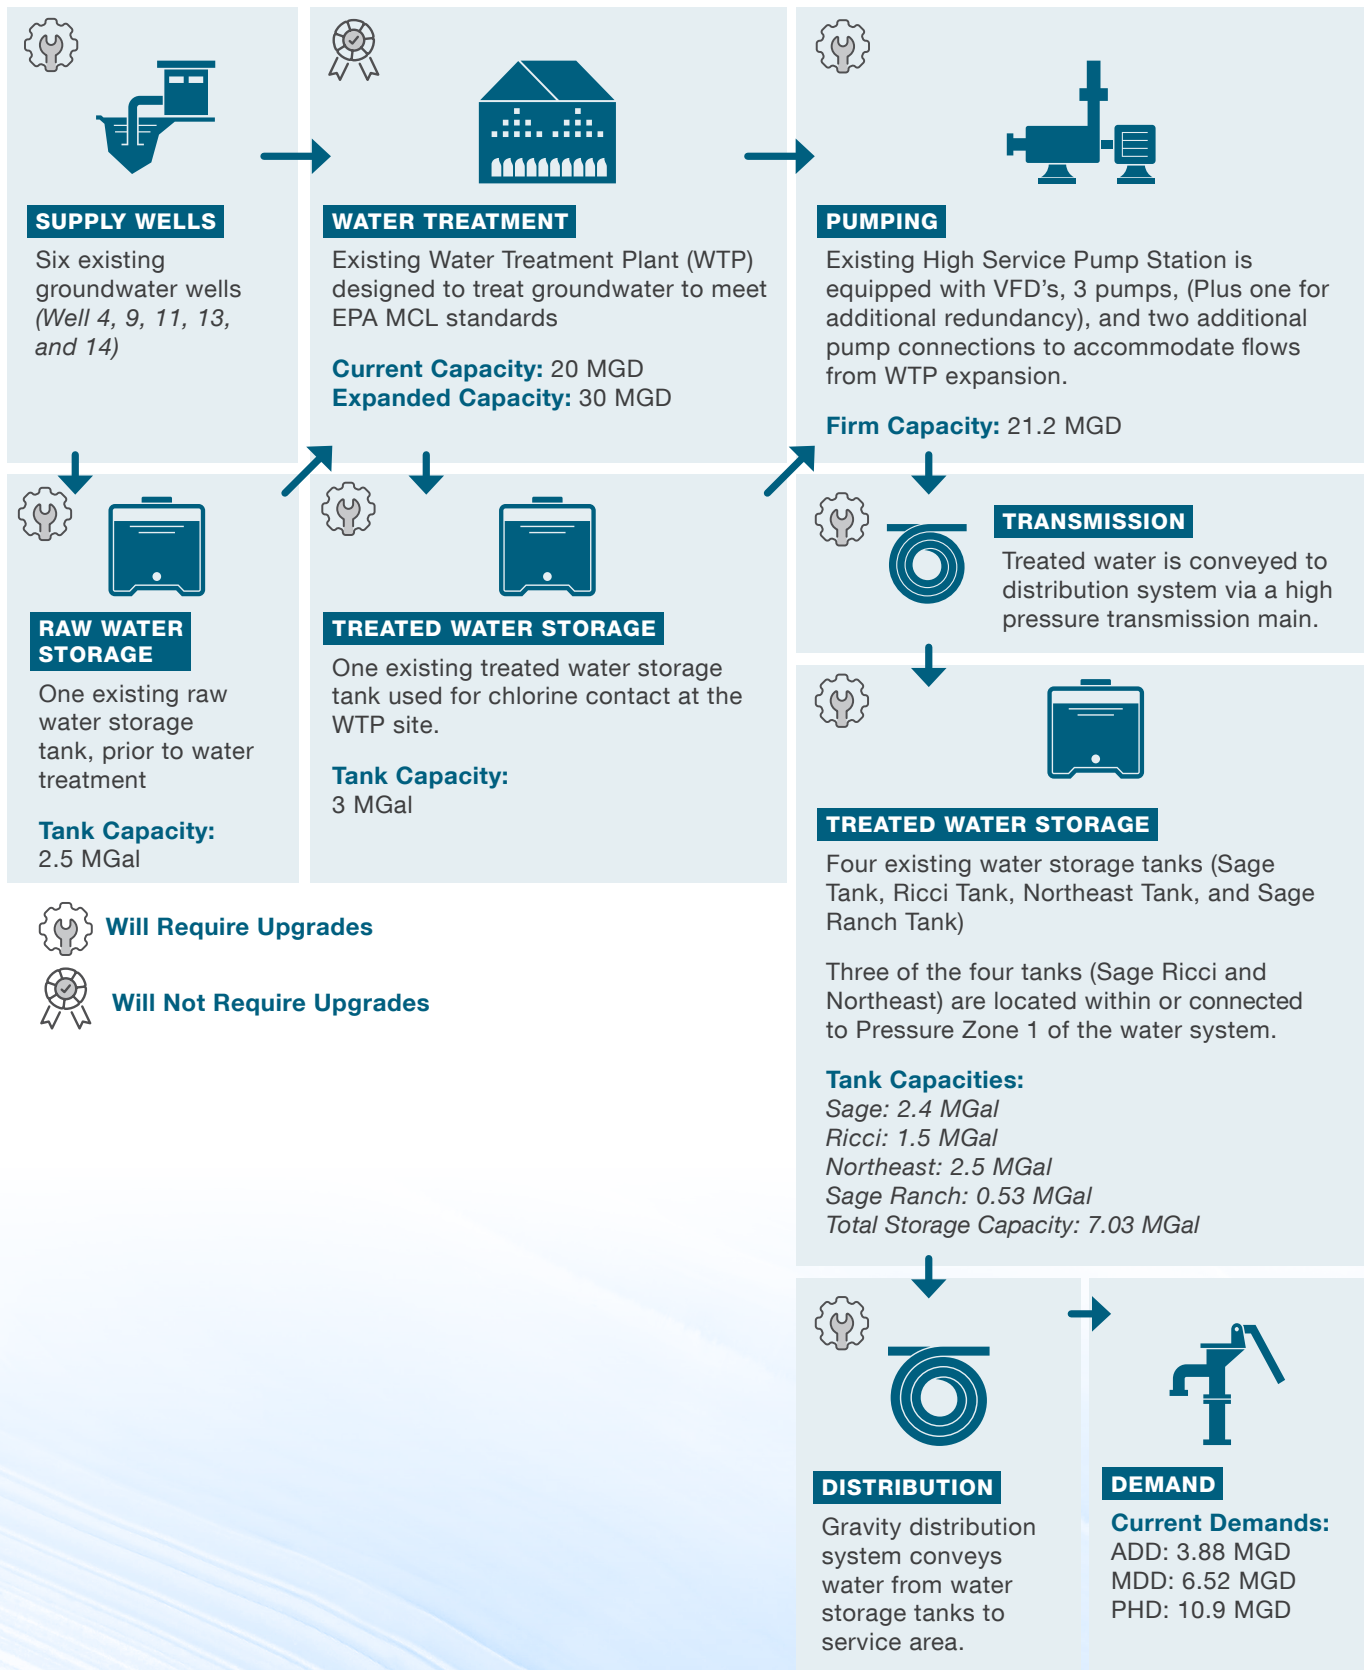 SUPPLY WELLS
Six existing
groundwater wells
(Well 4, 9, 11, 13,
and 14)
WATER TREATMENT
Existing Water Treatment Plant (WTP)
designed to treat groundwater to meet
EPA MCL standards
Current Capacity: 20 MGD
Expanded Capacity: 30 MGD
PUMPING
Existing High Service Pump Station is
equipped with VFD's, 3 pumps, (Plus one for
additional redundancy), and two additional
pump connections to accommodate flows
from WTP expansion.
Firm Capacity: 21.2 MGD
RAW WATER
STORAGE
One existing raw
water storage
tank, prior to water
treatment
Tank Capacity:
2.5 MGal
TREATED WATER STORAGE
One existing treated water storage
tank used for chlorine contact at the
WTP site.
Tank Capacity:
3 MGal
TRANSMISSION
Treated water is conveyed to
distribution system via a high
pressure transmission main.
TREATED WATER STORAGE
Four existing water storage tanks (Sage
Tank, Ricci Tank, Northeast Tank, and Sage
Ranch Tank)
Three of the four tanks (Sage Ricci and
Northeast) are located within or connected
to Pressure Zone 1 of the water system.
Tank Capacities:
Sage: 2.4 MGal
Ricci: 1.5 MGal
Northeast: 2.5 MGal
Sage Ranch: 0.53 MGal
Total Storage Capacity: 7.03 MGal
Will Require Upgrades
Will Not Require Upgrades
DISTRIBUTION
Gravity distribution
system conveys
water from water
storage tanks to
service area.
DEMAND
Current Demands:
ADD: 3.88 MGD
MDD: 6.52 MGD
PHD: 10.9 MGD